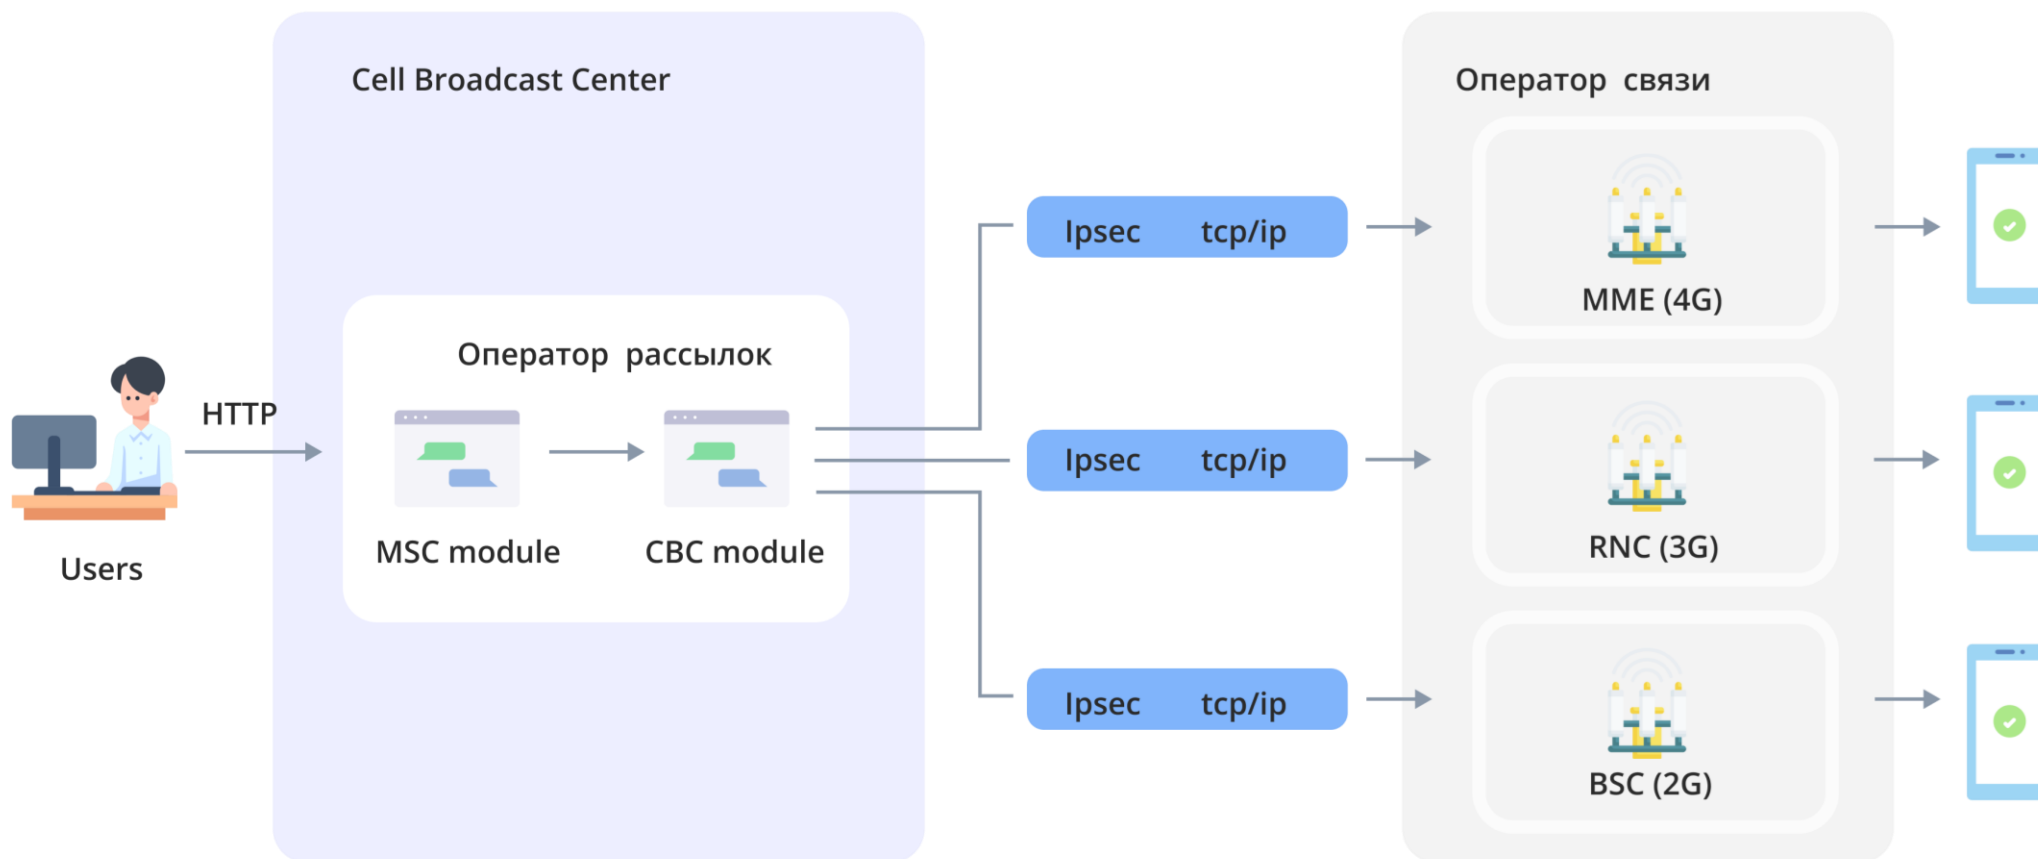 Cell Broadcast Center
Оператор связи
Ipsec tcp/ip
MME (4G)
Оператор рассылок
HTTP
Ipsec tcp/ip
MSC module
CBC module
RNC (3G)
Users
Ipsec tcp/ip
BSC (2G)